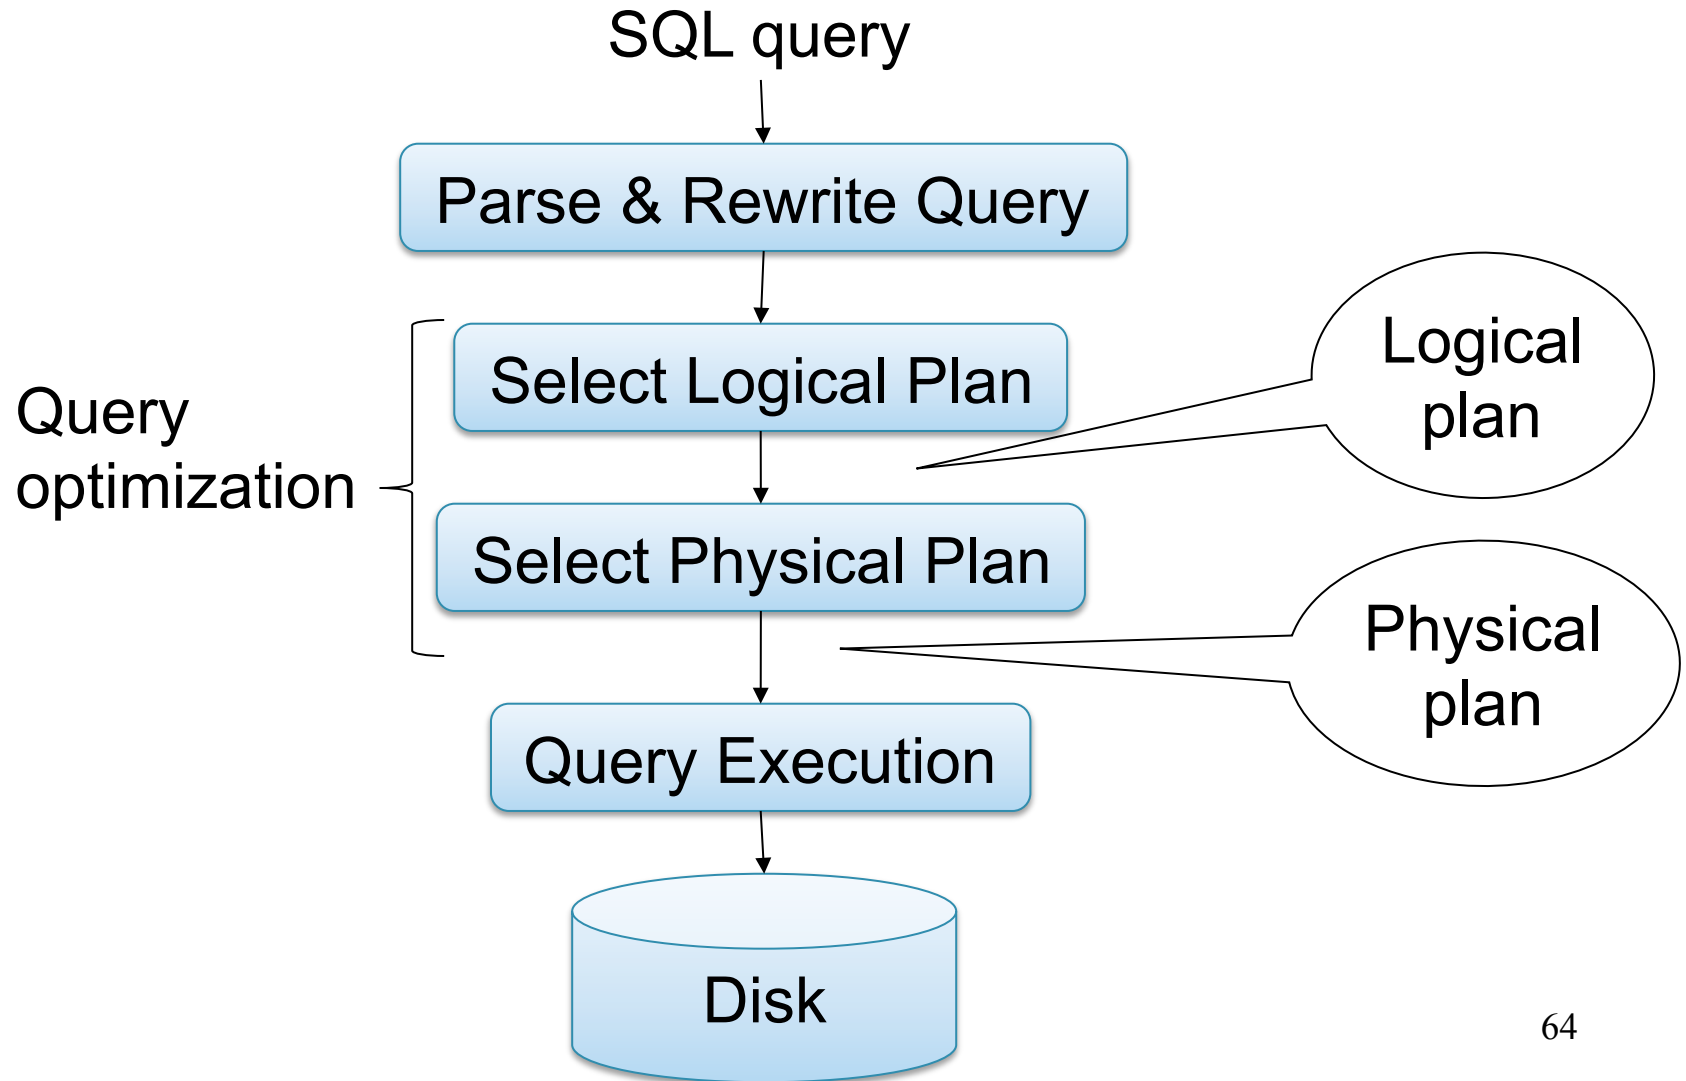 SQL query
Parse & Rewrite Query
Select Logical Plan
Logical
plan
Query
optimization
Select Physical Plan
Physical
plan
Query Execution
Disk
64